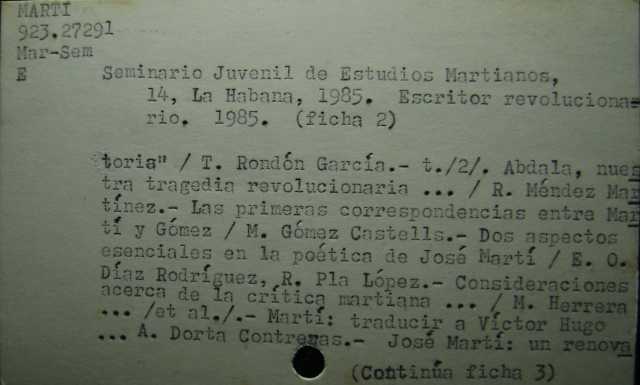 MARTI
923.27291
Mar-Sem
E Seminario Juvenil de Estudios Martianos,
14, La Habana, 1985. Escritor revoluciona-
rio. 1985. (ficha 2)
toria" / T. Rondón García.- t./2/. Abdala, nues
tra tragedia revolucionaria ... / R. Méndez Mar
tínez.- Las primeras correspondencias entre Mar
tí y Gómez / M. Gómez Castells.- Dos aspectos
esenciales en la poética de José Martí / E. O.
Díaz Rodríguez, R. Pla López.- Consideraciones
acerca de la crítica martiana ... / M. Herrera
... /et al./.- Martí: traducir a Víctor Hugo
... A. Dorta Contreras.- José Martí: un renova
(Continúa ficha 3)